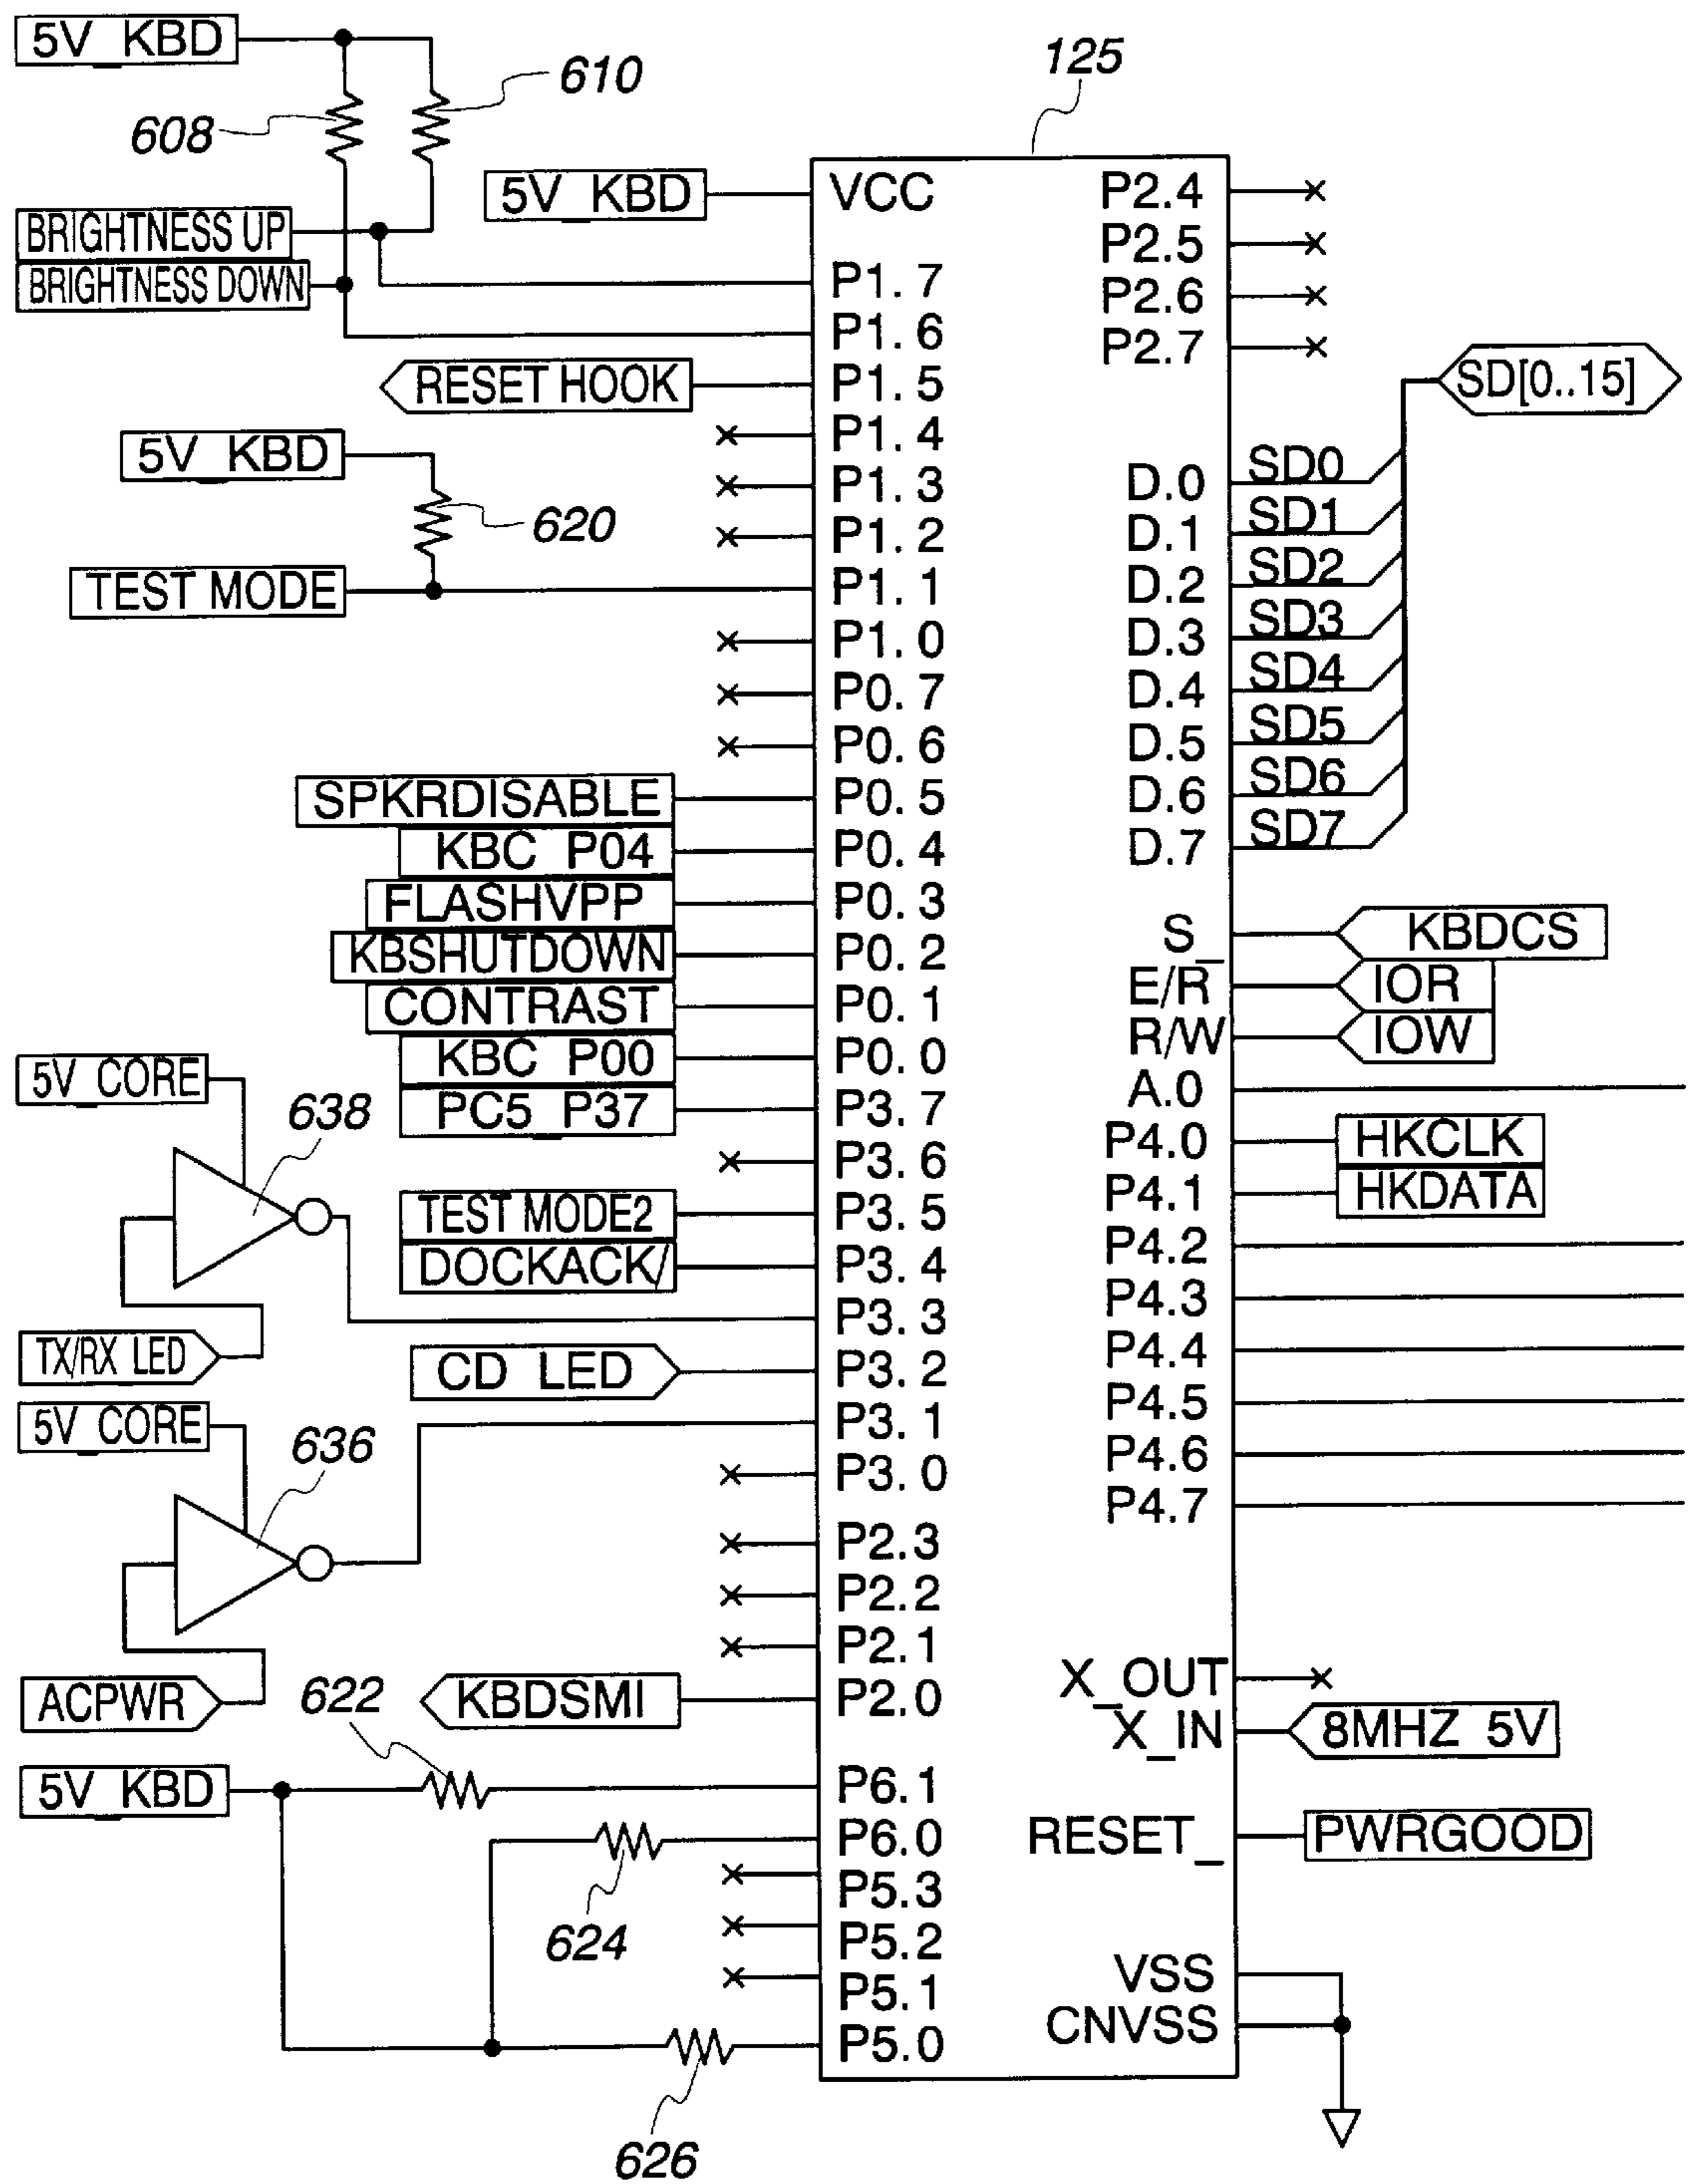 5V_KBD
610
608
125
5V_KBD
BRIGHTNESS UP
BRIGHTNESS DOWN
RESET HOOK
5V_KBD
620
TEST MODE
SPKRDISABLE
KBC P04
FLASHVPP
KBSHUTDOWN
CONTRAST
KBC P00
PC5_P37
5V_CORE
638
TEST MODE2
DOCKACK/
TX/RX LED
CD LED
5V_CORE
636
ACPWR
622
KBDSMI
5V_KBD
624
626
VCC
P1.7
P1.6
P1.5
P1.4
P1.3
P1.2
P1.1
P1.0
P0.7
P0.6
P0.5
P0.4
P0.3
P0.2
P0.1
P0.0
P3.7
P3.6
P3.5
P3.4
P3.3
P3.2
P3.1
P3.0
P2.3
P2.2
P2.1
P2.0
P6.1
P6.0
P5.3
P5.2
P5.1
P5.0
P2.4
P2.5
P2.6
P2.7
SD[0..15]
D.0 SD0
D.1 SD1
D.2 SD2
D.3 SD3
D.4 SD4
D.5 SD5
D.6 SD6
D.7 SD7
S_ KBDCS
E/R IOR
R/W IOW
A.0
P4.0 HKCLK
P4.1 HKDATA
P4.2
P4.3
P4.4
P4.5
P4.6
P4.7
X_OUT
X_IN 8MHZ 5V
RESET_ PWRGOOD
VSS
CNVSS